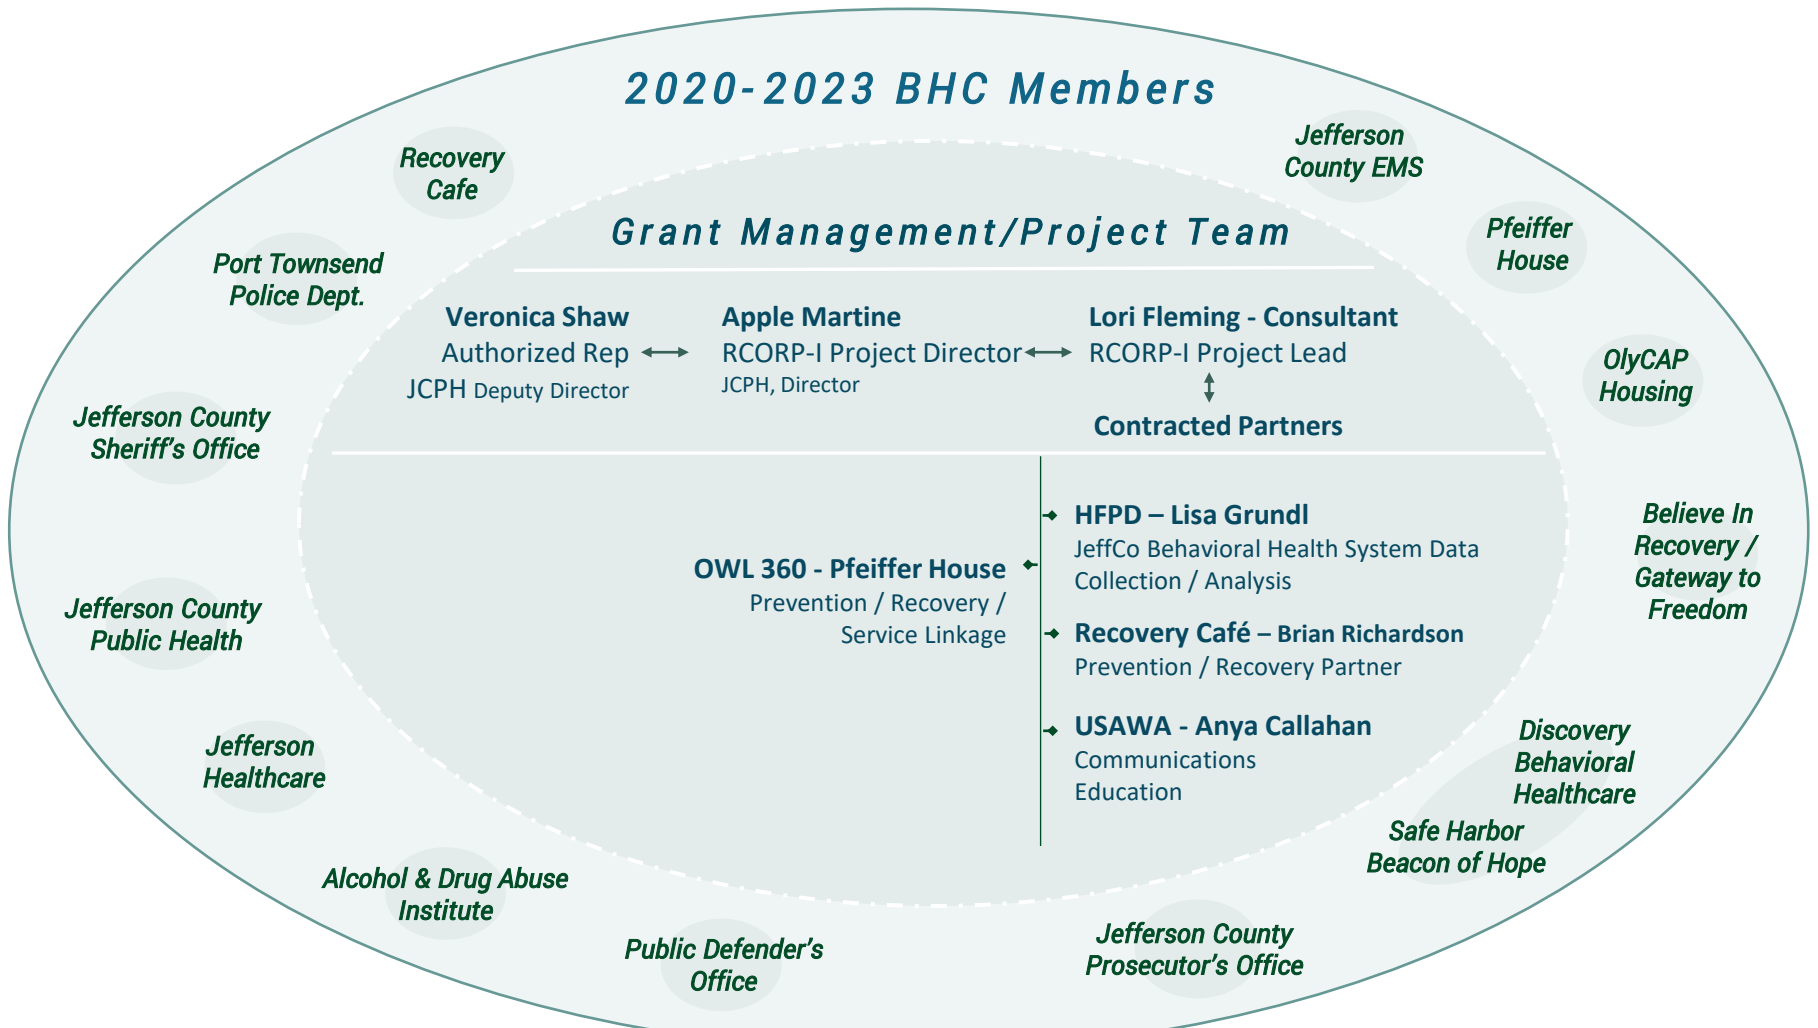 2020-2023 BHC Members
Recovery
Cafe
Port Townsend
Police Dept.
Jefferson County
Sheriff's Office
Jefferson County
Public Health
Jefferson
Healthcare
Alcohol & Drug Abuse
Institute
Public Defender's
Office
Jefferson
County EMS
Pfeiffer
House
OlyCAP
Housing
Believe In
Recovery /
Gateway to
Freedom
Discovery
Behavioral
Healthcare
Safe Harbor
Beacon of Hope
Jefferson County
Prosecutor's Office
Grant Management/Project Team
Veronica Shaw
Authorized Rep
JCPH Deputy Director
Apple Martine
RCORP-I Project Director
JCPH, Director
Lori Fleming - Consultant
RCORP-I Project Lead
Contracted Partners
OWL 360 - Pfeiffer House
Prevention / Recovery /
Service Linkage
HFPD – Lisa Grundl
JeffCo Behavioral Health System Data
Collection / Analysis
Recovery Café – Brian Richardson
Prevention / Recovery Partner
USAWA - Anya Callahan
Communications
Education